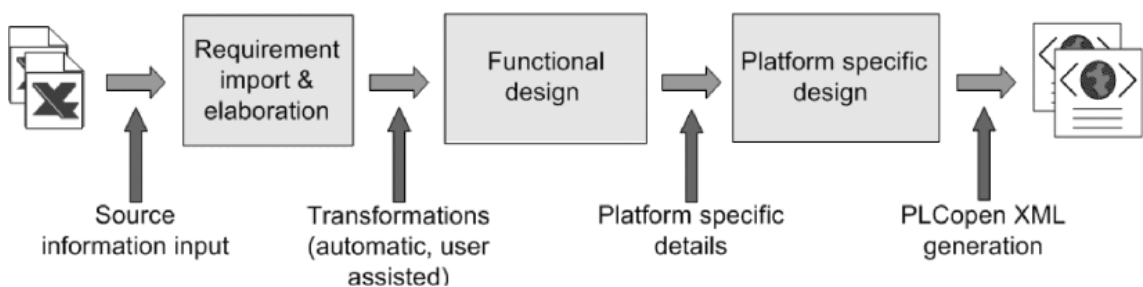 Requirement
import &
elaboration
Functional
design
Platform specific
design
Source
information input
Transformations
(automatic, user
assisted)
Platform specific
details
PLCopen XML
generation